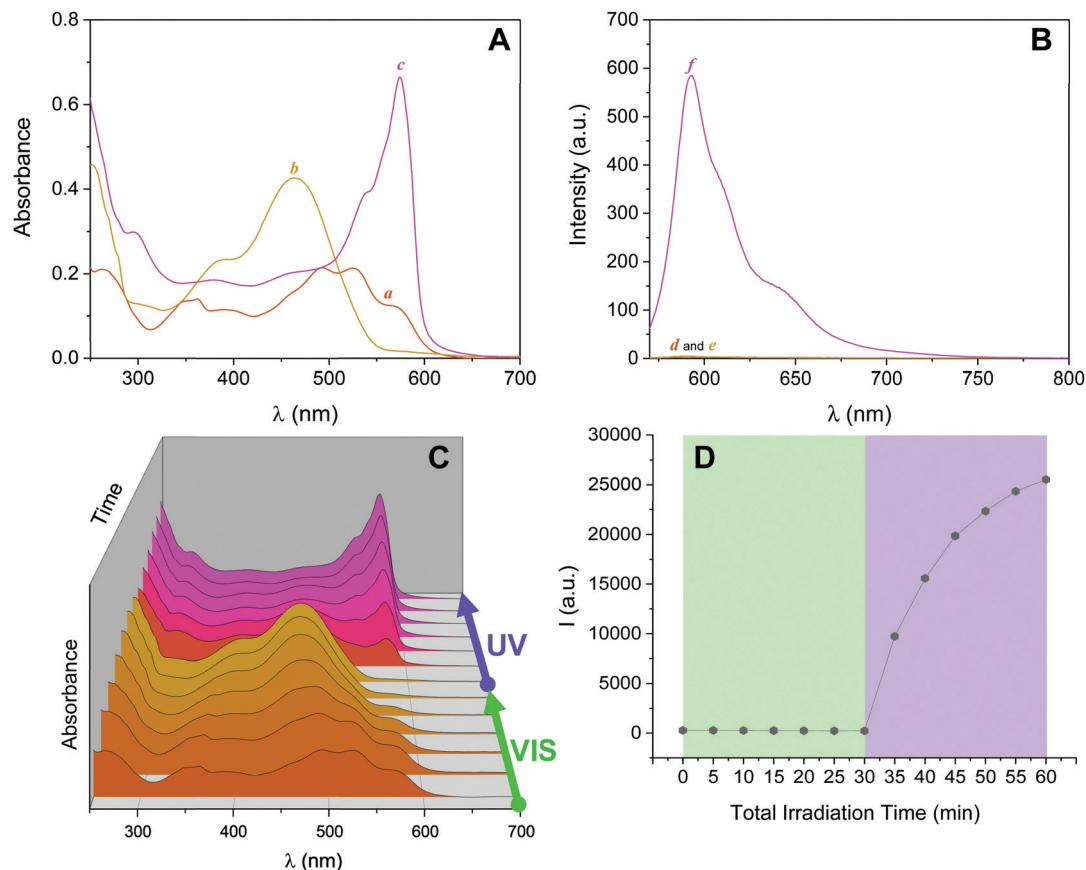 A
0.8
0.6
0.4
0.2
0.0
Absorbance
a
b
c
300 400 500 600 700
λ (nm)
B
700
600
500
400
300
200
100
0
Intensity (a.u.)
f
d and e
600 650 700 750 800
λ (nm)
C
Time
Absorbance
UV
VIS
300 400 500 600 700
λ (nm)
D
30000
25000
20000
15000
10000
5000
0
I (a.u.)
0 5 10 15 20 25 30 35 40 45 50 55 60
Total Irradiation Time (min)